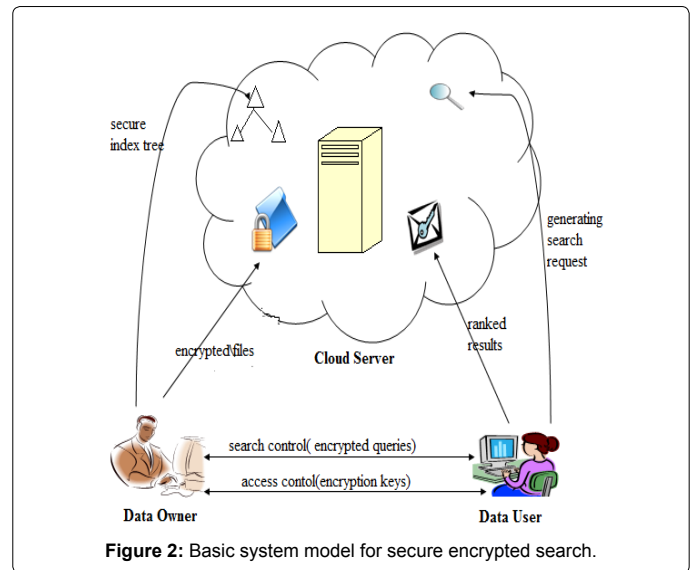 secure
index tree
generating
search
request
encrypted\files
ranked
results
Cloud Server
search control( encrypted queries)
access contol(encryption keys)
Data Owner
Data User
Figure 2: Basic system model for secure encrypted search.